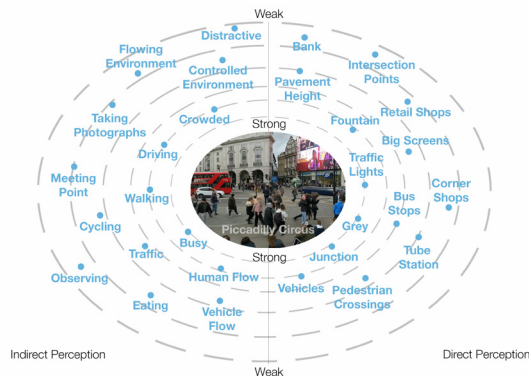 Weak
Distractive
Bank
Flowing
Environment
Controlled
Environment
Intersection
Points
Pavement
Height
Taking
Photographs
Crowded
Strong
Fountain
Retail Shops
Driving
Big Screens
Traffic
Lights
Meeting
Point
Walking
Corner
Shops
Bus
Stops
Cycling
Piccadilly Circus
Grey
Busy
Tube
Station
Traffic
Strong
Junction
Observing
Human Flow
Vehicles
Pedestrian
Crossings
Eating
Vehicle
Flow
Indirect Perception
Direct Perception
Weak